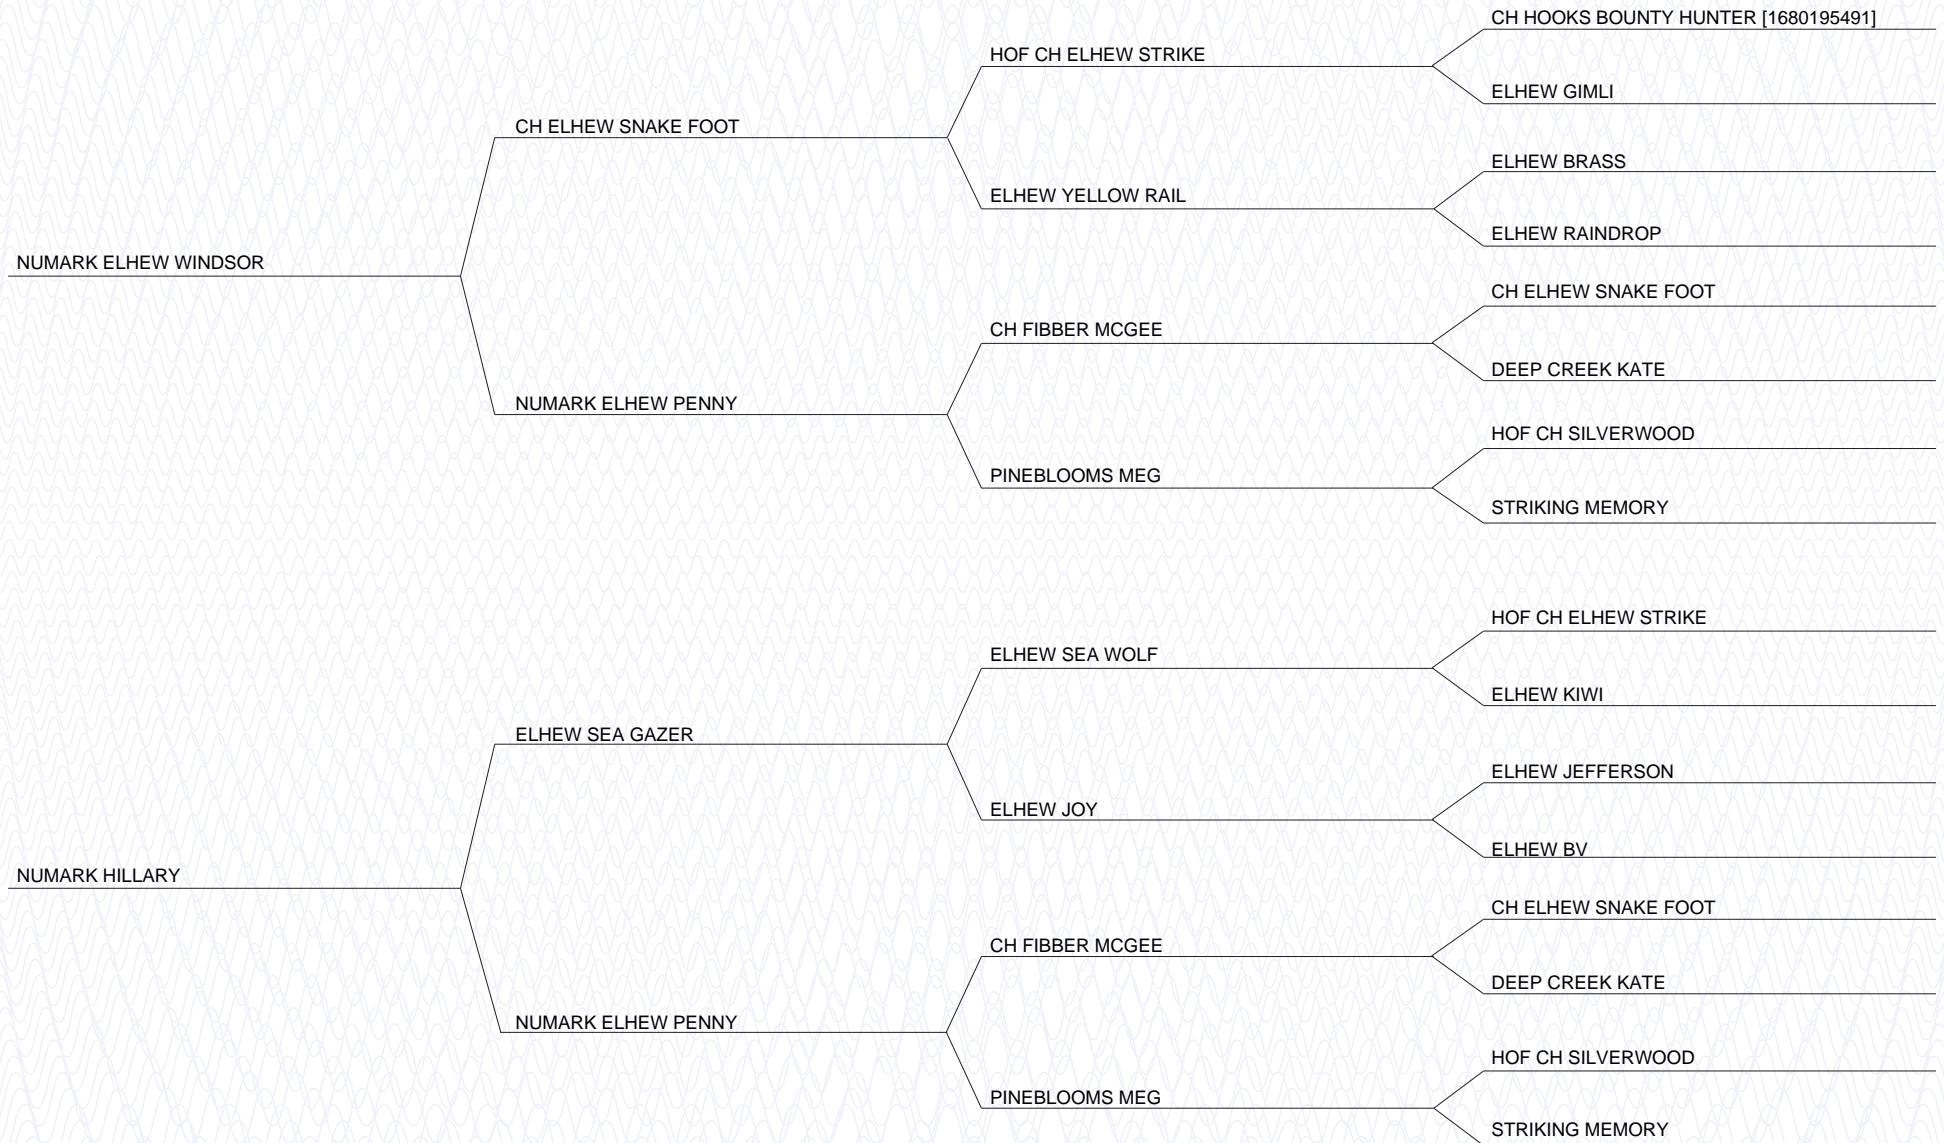 CH HOOKS BOUNTY HUNTER [1680195491]
HOF CH ELHEW STRIKE
ELHEW GIMLI
CH ELHEW SNAKE FOOT
ELHEW BRASS
ELHEW YELLOW RAIL
ELHEW RAINDROP
NUMARK ELHEW WINDSOR
CH ELHEW SNAKE FOOT
CH FIBBER MCGEE
DEEP CREEK KATE
NUMARK ELHEW PENNY
HOF CH SILVERWOOD
PINEBLOOMS MEG
STRIKING MEMORY
HOF CH ELHEW STRIKE
ELHEW SEA WOLF
ELHEW KIWI
ELHEW SEA GAZER
ELHEW JEFFERSON
ELHEW JOY
ELHEW BV
NUMARK HILLARY
CH ELHEW SNAKE FOOT
CH FIBBER MCGEE
DEEP CREEK KATE
NUMARK ELHEW PENNY
HOF CH SILVERWOOD
PINEBLOOMS MEG
STRIKING MEMORY